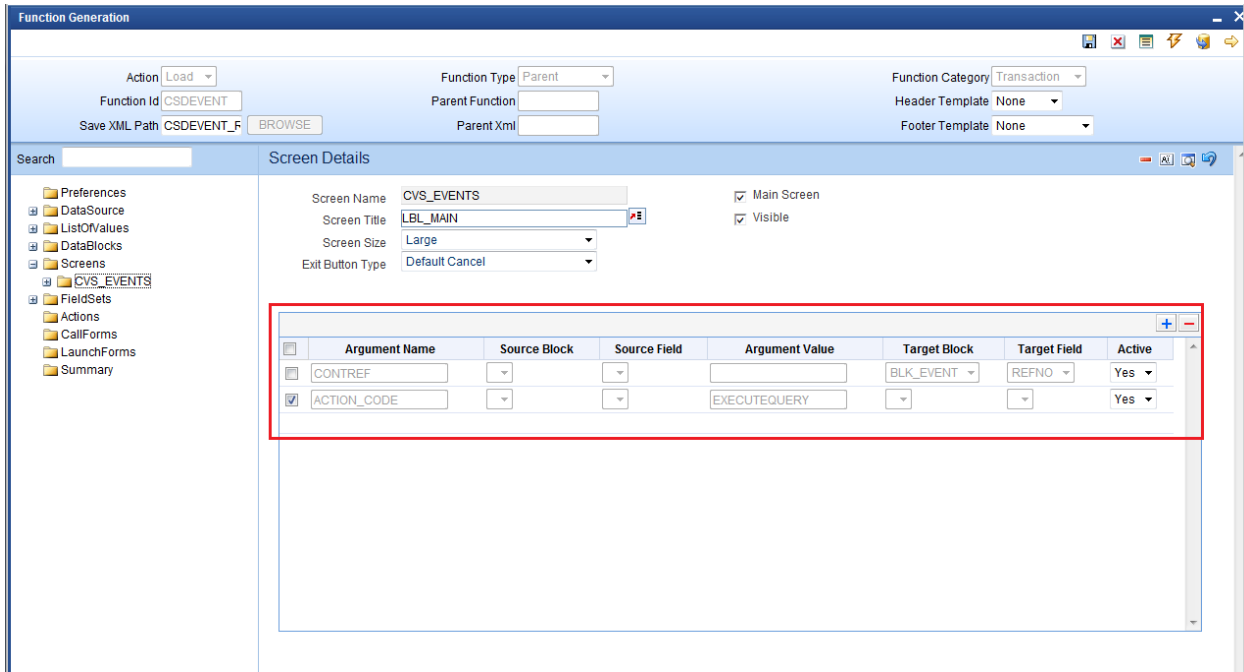 Function Generation
Action Load Function Type Parent Function Category Transaction
Function Id CSDEVENT Parent Function Header Template None
Save XML Path CSDEVENT_R BROWSE Parent Xml Footer Template None
Search Screen Details
Preferences
DataSource
ListOfValues
DataBlocks
Screens
CVS_EVENTS
FieldSets
Actions
CallForms
LaunchForms
Summary
Screen Name CVS_EVENTS Main Screen
Screen Title LBL_MAIN Visible
Screen Size Large
Exit Button Type Default Cancel
Argument Name Source Block Source Field Argument Value Target Block Target Field Active
CONTREF BLK_EVENT REFNO Yes
ACTION_CODE EXECUTEQUERY Yes